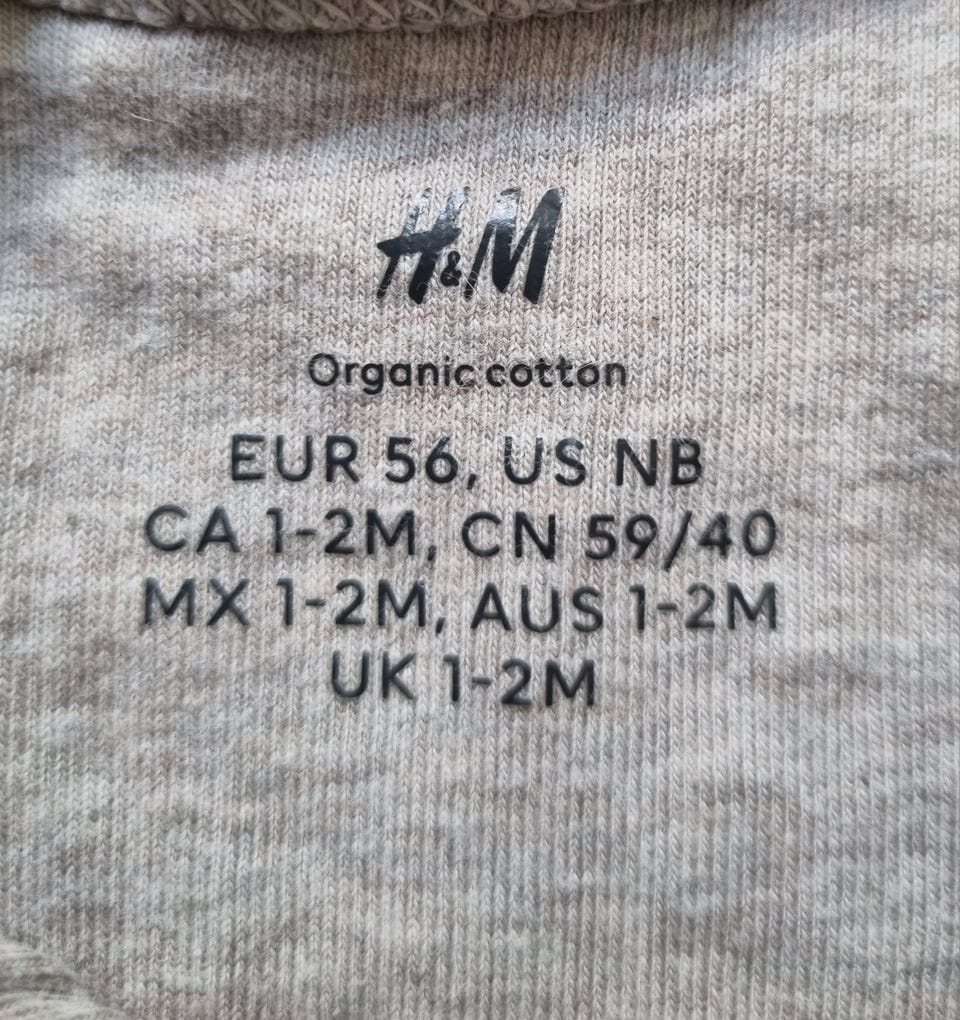 H&M
Organic cotton
EUR 56, US NB
CA 1-2M, CN 59/40
MX 1-2M, AUS 1-2M
UK 1-2M